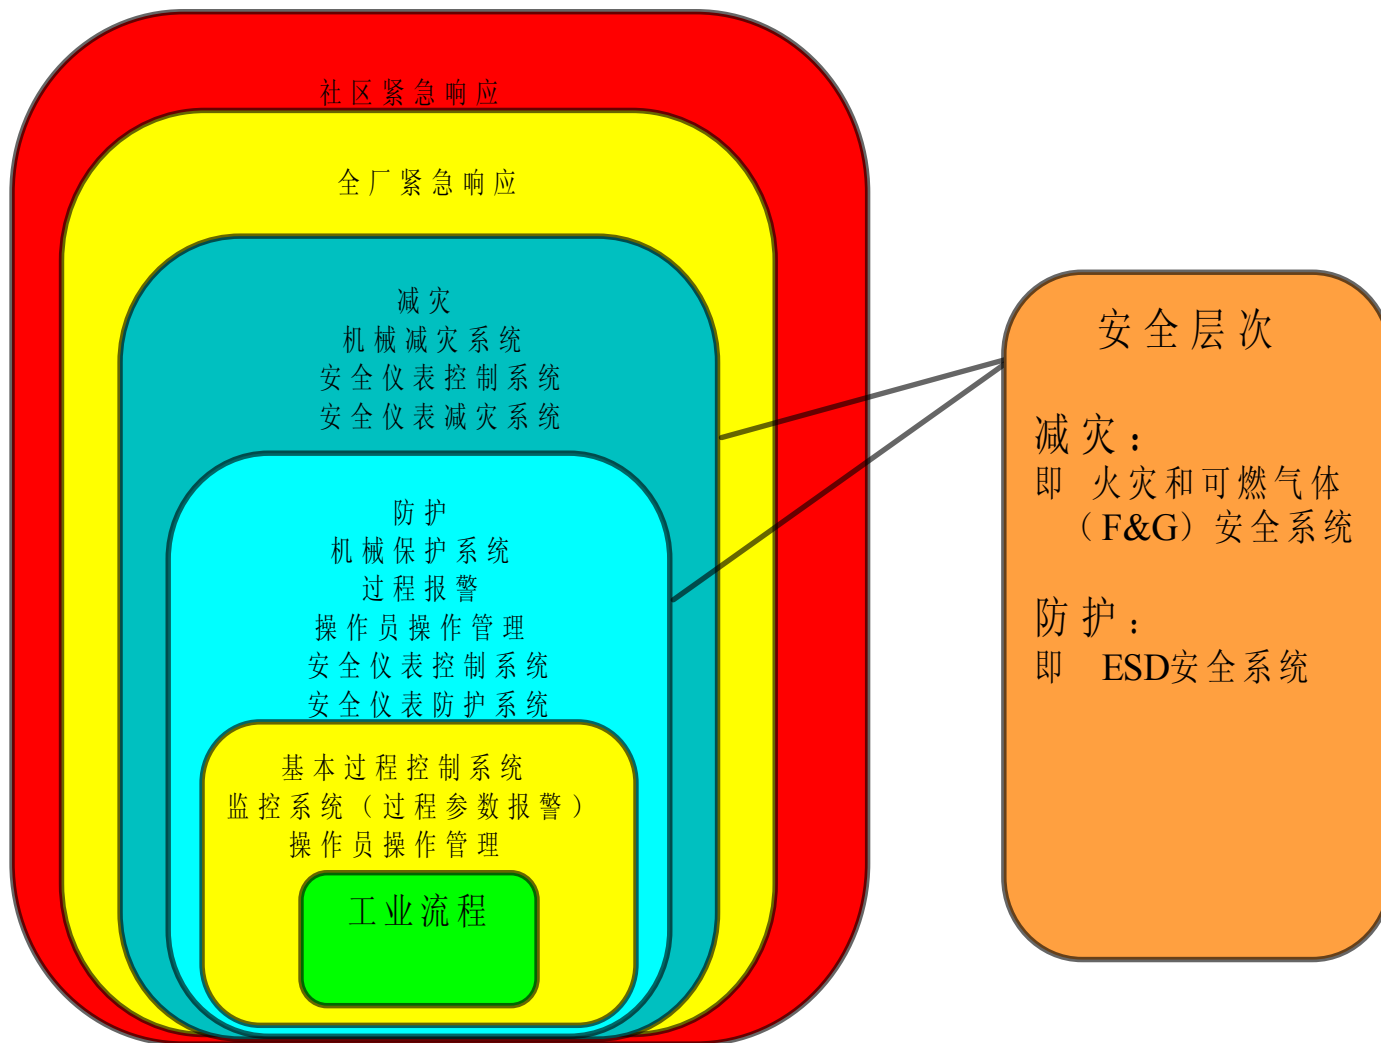 社区紧急响应
全厂紧急响应
减灾
机械减灾系统
安全仪表控制系统
安全仪表减灾系统
防护
机械保护系统
过程报警
操作员操作管理
安全仪表控制系统
安全仪表防护系统
基本过程控制系统
监控系统（过程参数报警）
操作员操作管理
工业流程
安全层次
减灾：
即 火灾和可燃气体
（F&G）安全系统
防护：
即 ESD安全系统